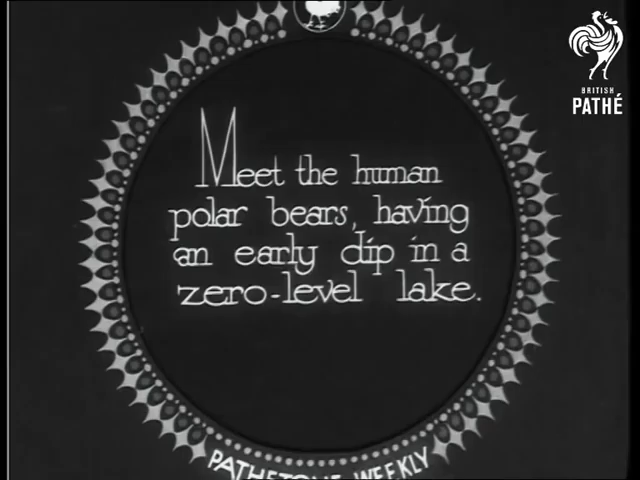 BRITISH
PATHÉ
Meet the human
polar bears, having
an early dip in a
zero-level lake.
PATHETONE WEEKLY